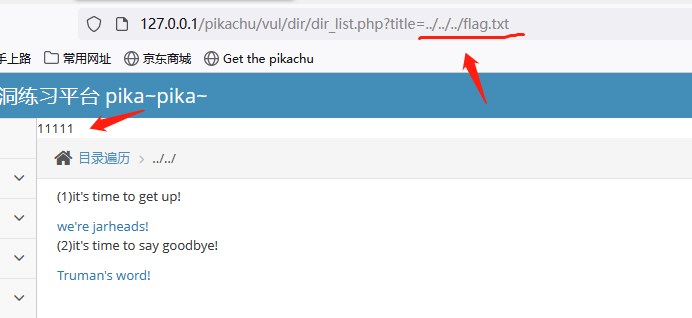 127.0.0.1/pikachu/vul/dir/dir_list.php?title=../../../flag.txt
手上路 常用网址 京东商城 Get the pikachu
洞练习平台 pika~pika~
11111
目录遍历 > ../../
(1)it's time to get up!
we're jarheads!
(2)it's time to say goodbye!
Truman's word!